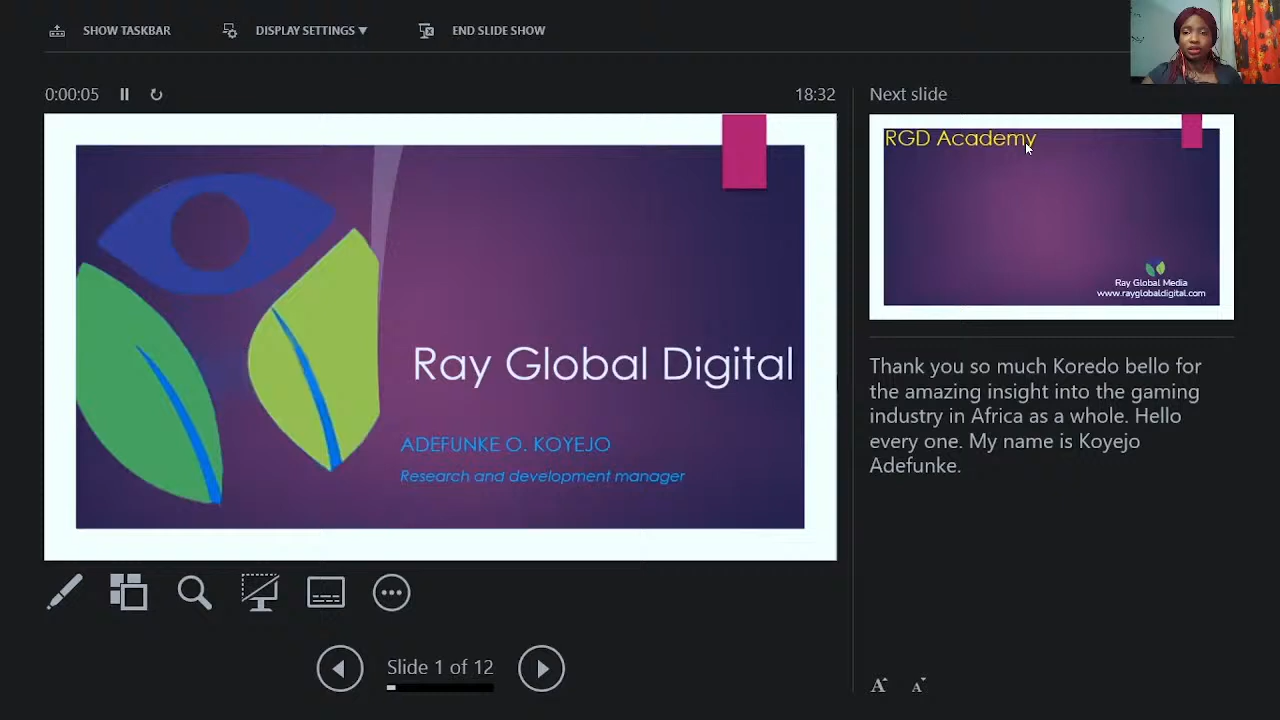 SHOW TASKBAR
DISPLAY SETTINGS ▼
END SLIDE SHOW
0:00:05
18:32
Ray Global Digital
ADEFUNKE O. KOYEJO
Research and development manager
Slide 1 of 12
Next slide
RGD Academy
Ray Global Media
www.rayglobaldigital.com
Thank you so much Koredo bello for
the amazing insight into the gaming
industry in Africa as a whole. Hello
every one. My name is Koyejo
Adefunke.
A A